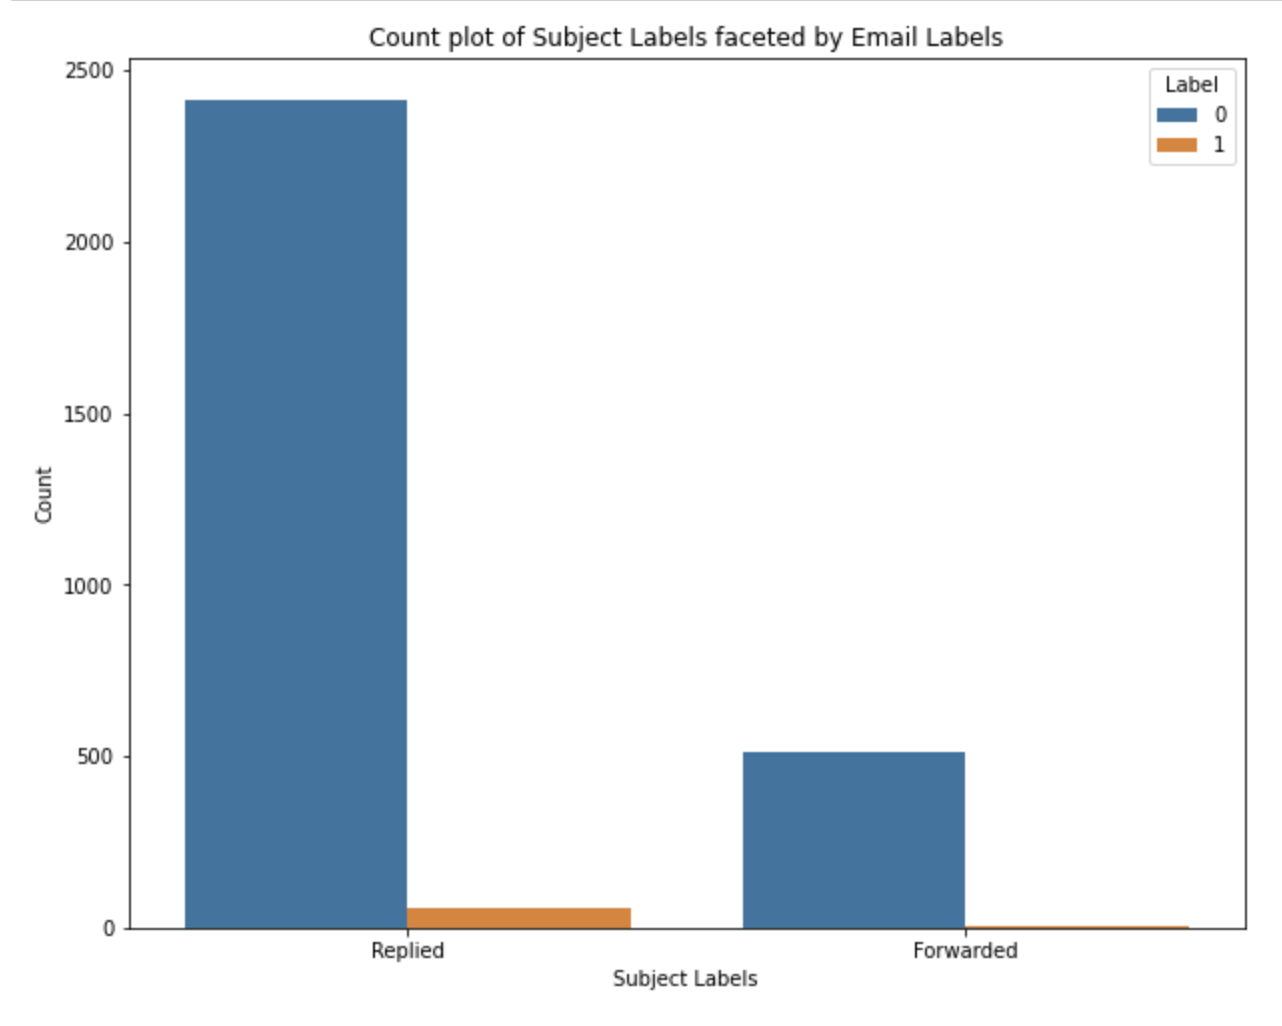 Count plot of Subject Labels faceted by Email Labels
Label
0
1
2500
2000
1500
1000
500
0
Count
Replied
Forwarded
Subject Labels